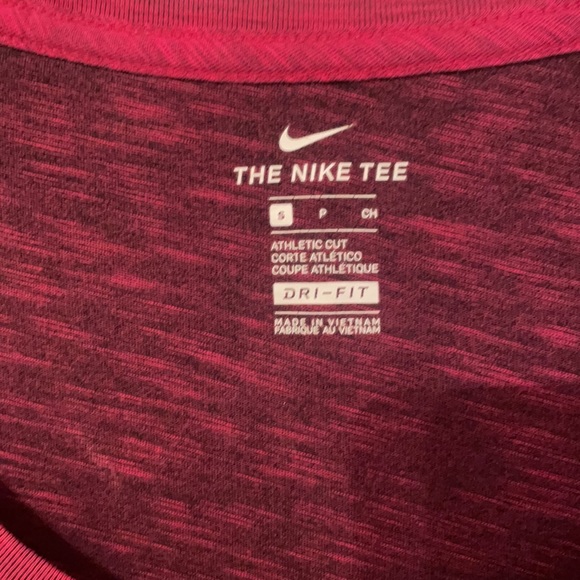 THE NIKE TEE
S P CH
ATHLETIC CUT
CORTE ATLÉTICO
COUPE ATHLÉTIQUE
DRI-FIT
MADE IN VIETNAM
FABRIQUÉ AU VIETNAM